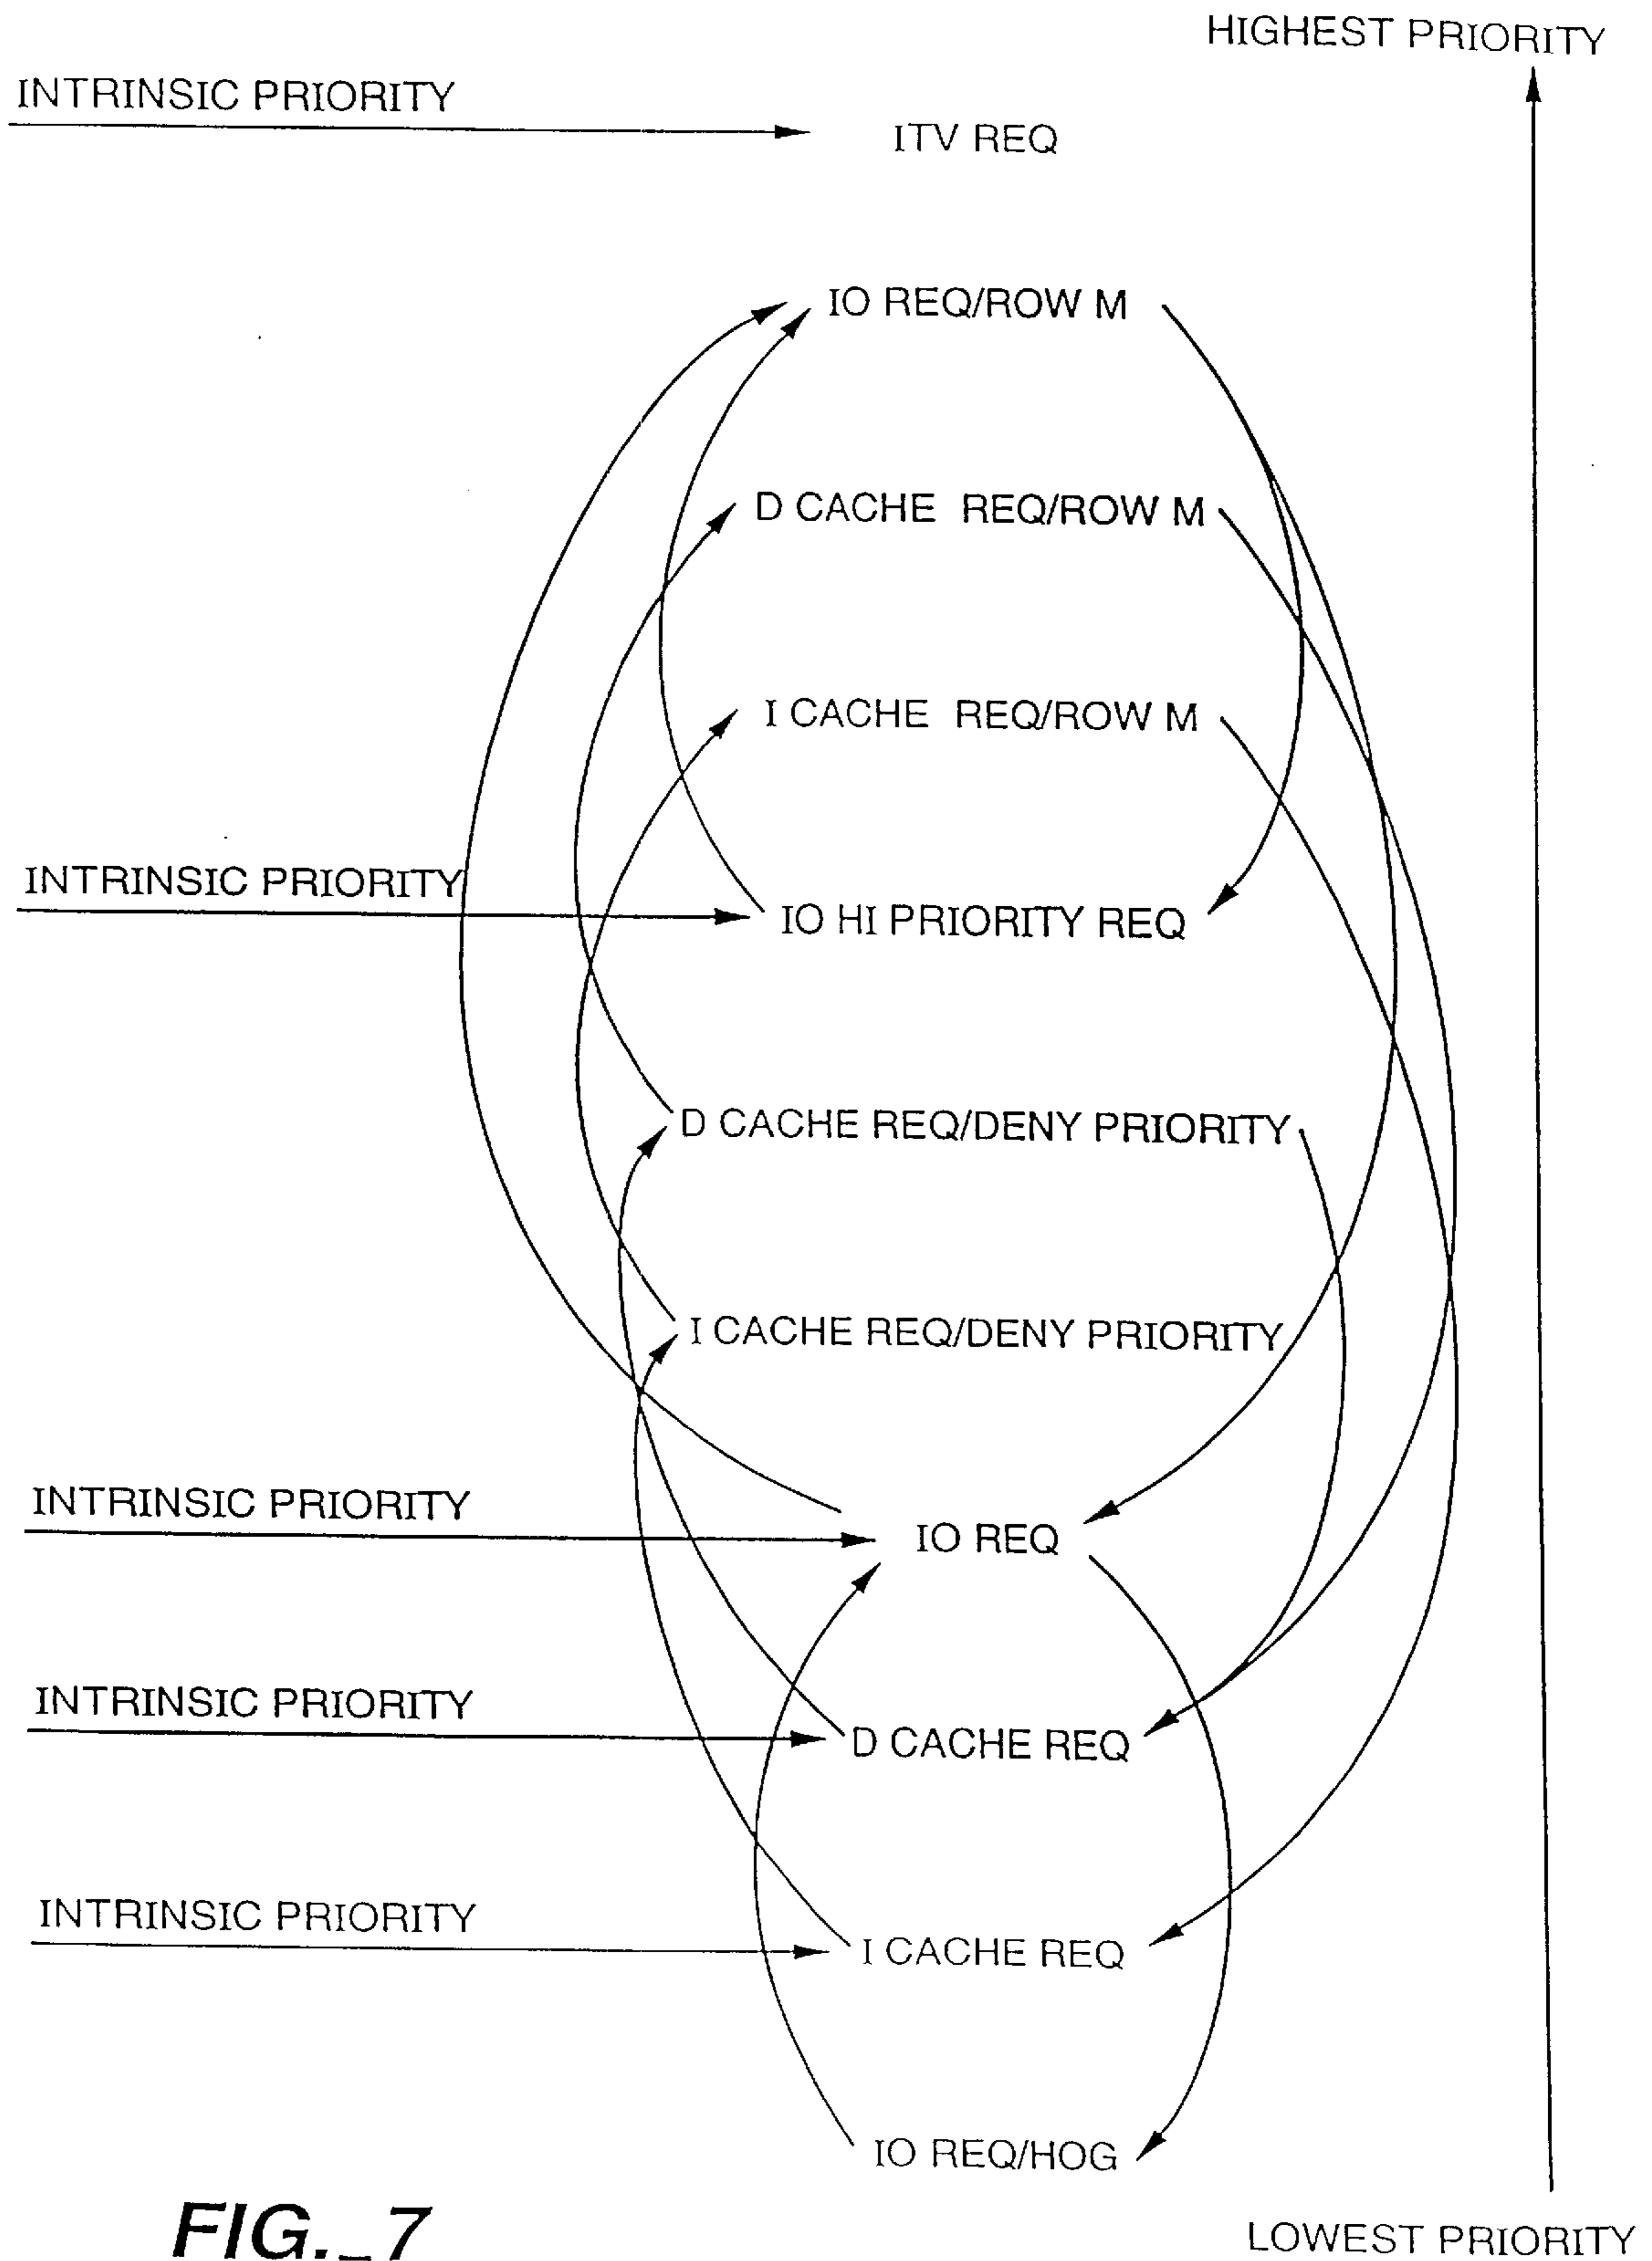 HIGHEST PRIORITY
INTRINSIC PRIORITY
ITV REQ
IO REQ/ROW M
D CACHE REQ/ROW M
I CACHE REQ/ROW M
INTRINSIC PRIORITY
IO HI PRIORITY REQ
D CACHE REQ/DENY PRIORITY
I CACHE REQ/DENY PRIORITY
INTRINSIC PRIORITY
IO REQ
INTRINSIC PRIORITY
D CACHE REQ
INTRINSIC PRIORITY
I CACHE REQ
IO REQ/HOG
FIG._7
LOWEST PRIORITY